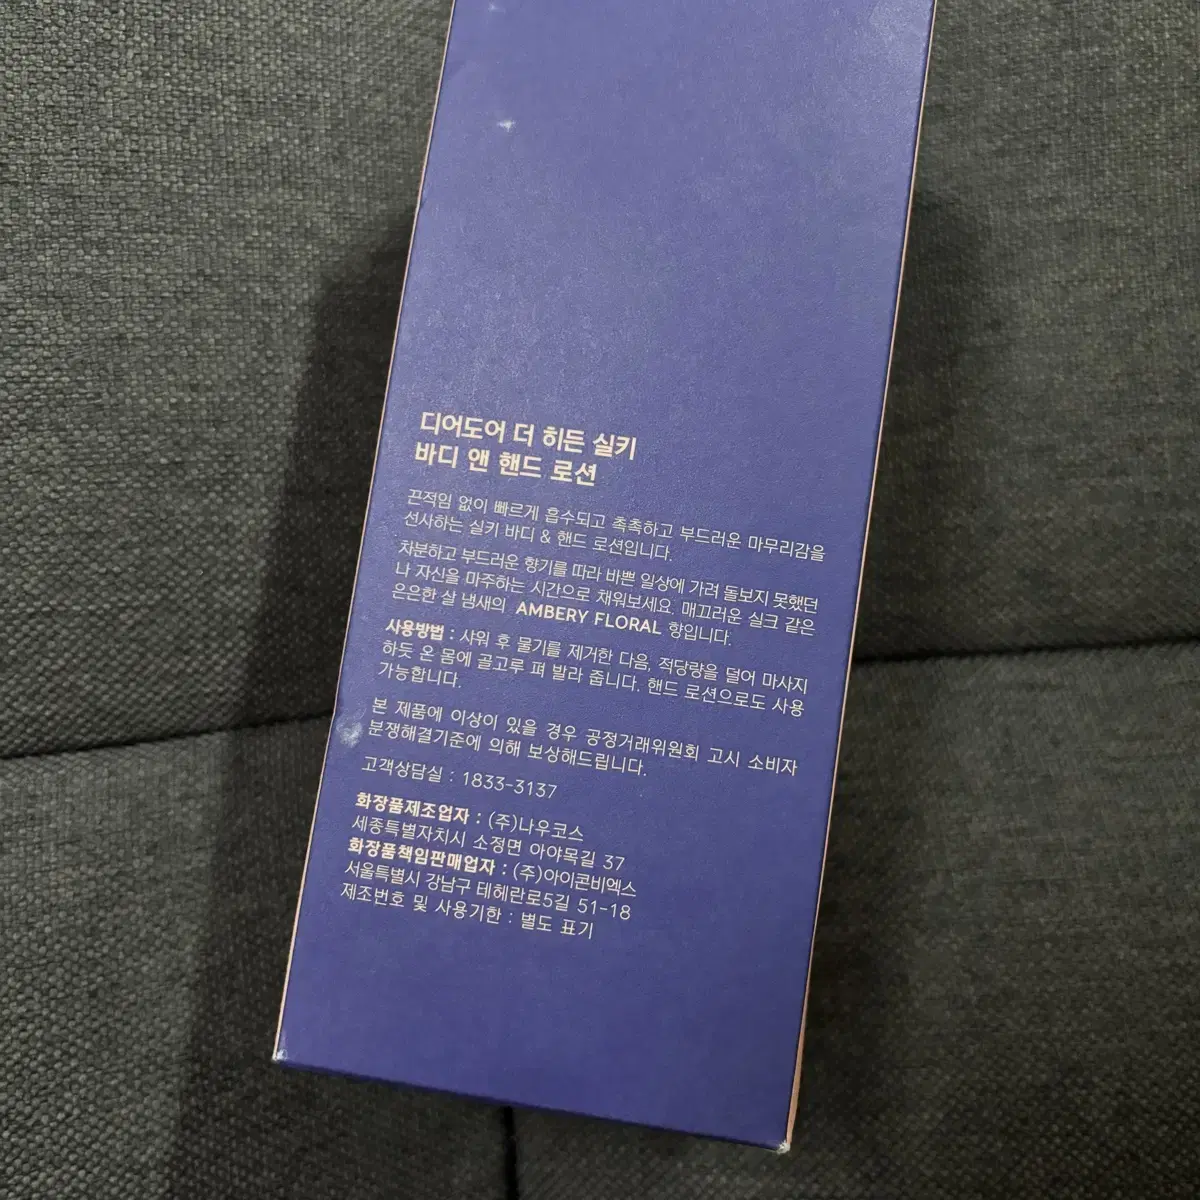 디어도어 더 히든 실키
바디 앤 핸드 로션
끈적임 없이 빠르게 흡수되고 촉촉하고 부드러운 마무리감을
선사하는 실키 바디 & 핸드 로션입니다.
차분하고 부드러운 향기를 따라 바쁜 일상에 가려 돌보지 못했던
나 자신을 마주하는 시간으로 채워보세요. 매끄러운 실크 같은
은은한 살 냄새의 AMBERY FLORAL 향입니다.
사용방법 : 샤워 후 물기를 제거한 다음, 적당량을 덜어 마사지
하듯 온 몸에 골고루 펴 발라 줍니다. 핸드 로션으로도 사용
가능합니다.
본 제품에 이상이 있을 경우 공정거래위원회 고시 소비자
분쟁해결기준에 의해 보상해드립니다.
고객상담실 : 1833-3137
화장품제조업자 : (주)나우코스
세종특별자치시 소정면 아야목길 37
화장품책임판매업자 : (주)아이콘비엑스
서울특별시 강남구 테헤란로5길 51-18
제조번호 및 사용기한 : 별도 표기